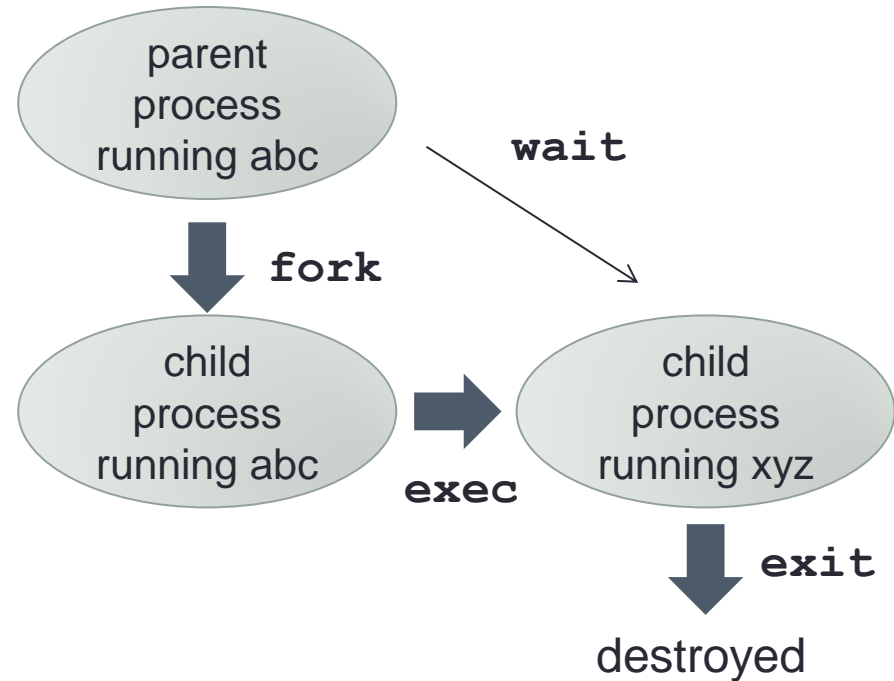 parent
process
running abc
wait
fork
child
process
running abc
exec
child
process
running xyz
exit
destroyed